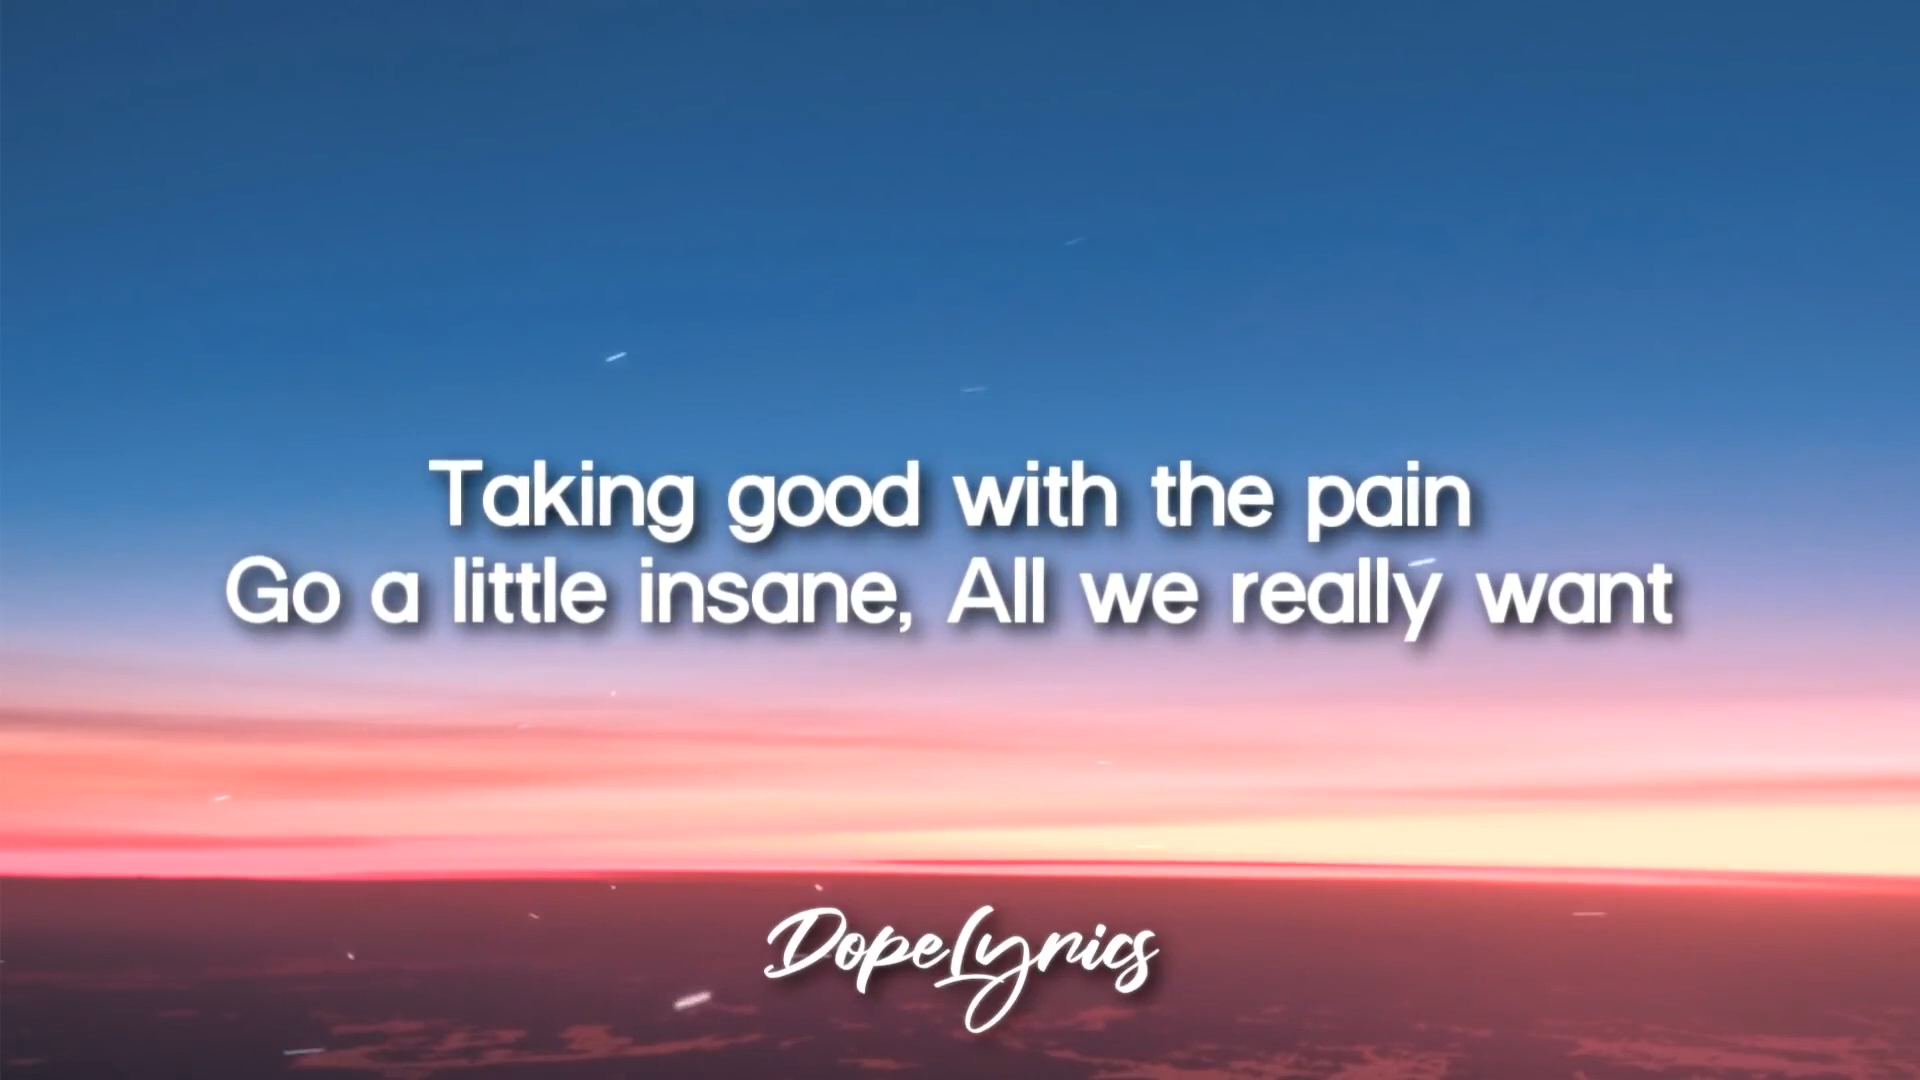 Taking good with the pain
Go a little insane, All we really want
DopeLyrics